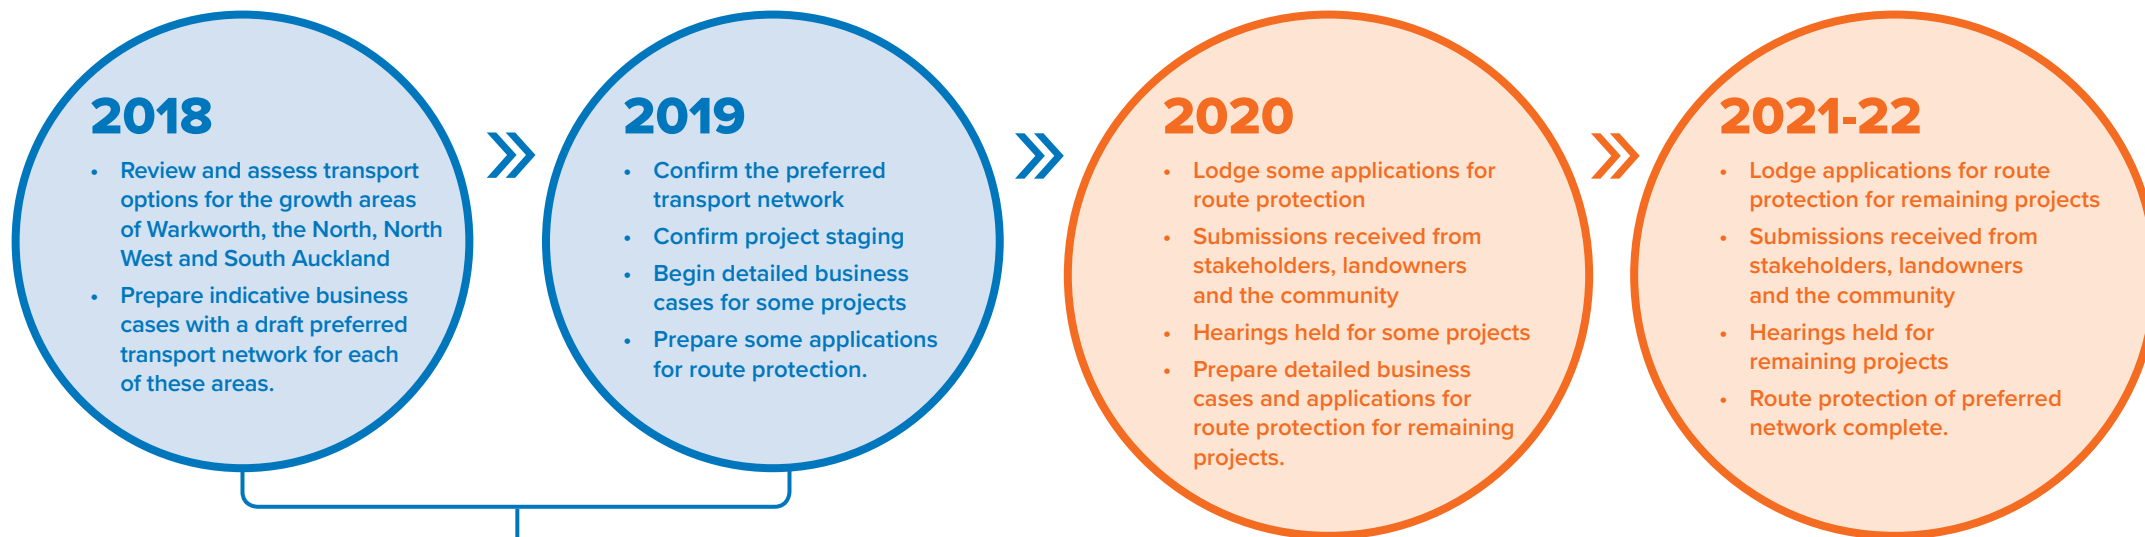 2018
• Review and assess transport
options for the growth areas
of Warkworth, the North, North
West and South Auckland
• Prepare indicative business
cases with a draft preferred
transport network for each
of these areas.
2019
• Confirm the preferred
transport network
• Confirm project staging
• Begin detailed business
cases for some projects
• Prepare some applications
for route protection.
2020
• Lodge some applications for
route protection
• Submissions received from
stakeholders, landowners
and the community
• Hearings held for some projects
• Prepare detailed business
cases and applications for
route protection for remaining
projects.
2021-22
• Lodge applications for route
protection for remaining projects
• Submissions received from
stakeholders, landowners
and the community
• Hearings held for
remaining projects
• Route protection of preferred
network complete.